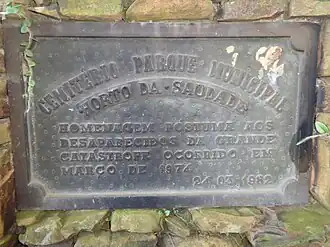 CEMITÉRIO PARQUE MUNICIPAL
HORTO DA SAUDADE
HOMENAGEM PÓSTUMA AOS
DESAPARECIDOS DA GRANDE
CATÁSTROFE OCORRIDO EM
MARÇO DE 1974
24.03.1982